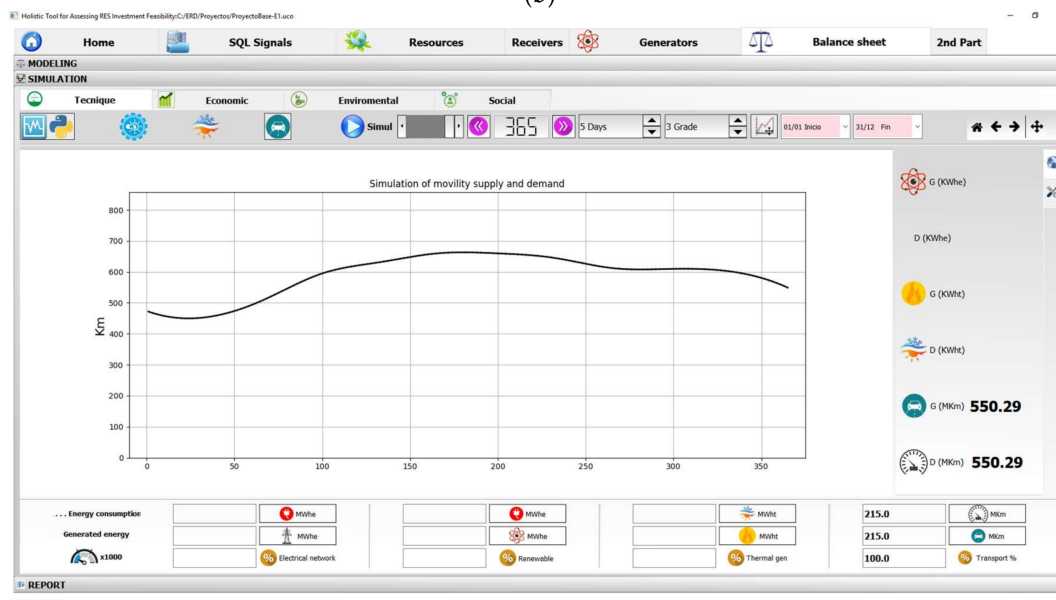 Holistic Tool for Assessing RES Investment Feasibility:C:/ERD/Proyectos/ProyectoBase-E1.uco
Home SQL Signals Resources Receivers Generators Balance sheet 2nd Part
MODELING
SIMULATION
Tecnique Economic Enviromental Social
Simul 365 5 Days 3 Grade 01/01 Inicio 31/12 Fin
Simulation of movility supply and demand
800
700
600
500
400
300
200
100
0
Km
0 50 100 150 200 250 300 350
G (KWhe)
D (KWhe)
G (KWht)
D (KWht)
G (MKm) 550.29
D (MKm) 550.29
... Energy consumption MWhe MWhe MWht 215.0 MKm
Generated energy MWhe MWhe MWht 215.0 MKm
x1000 % Electrical network % Renewable % Thermal gen 100.0 % Transport %
REPORT